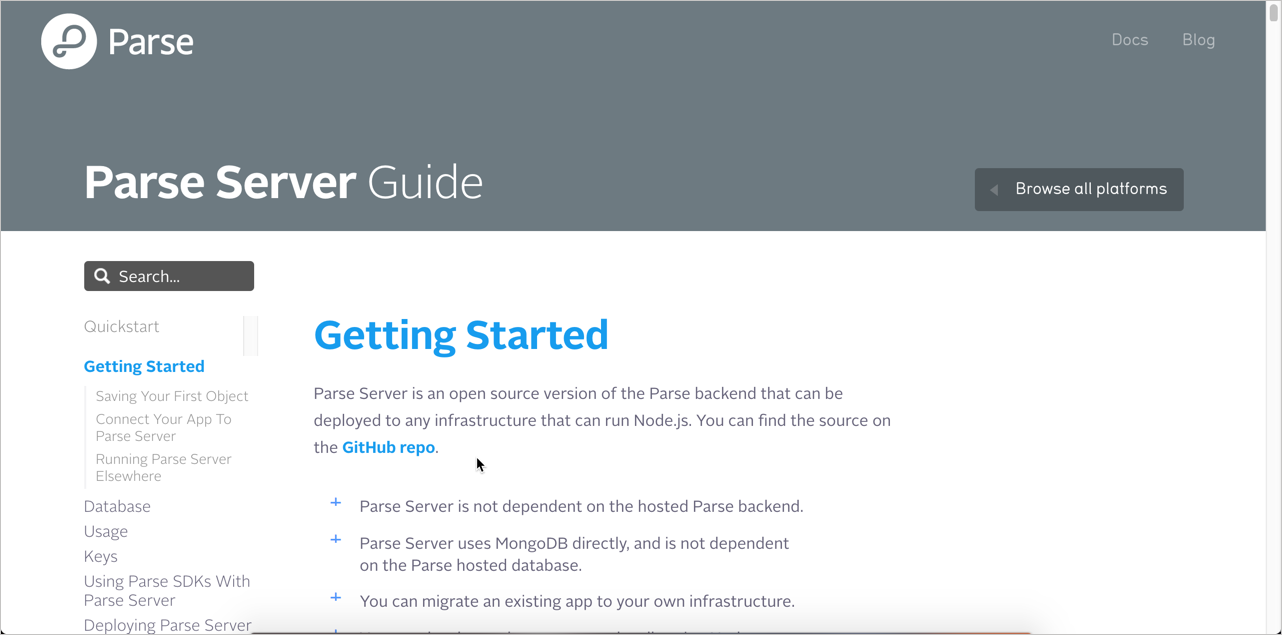 Parse
Docs
Blog
Parse Server Guide
Browse all platforms
Search...
Quickstart
Getting Started
Saving Your First Object
Connect Your App To
Parse Server
Running Parse Server
Elsewhere
Database
Usage
Keys
Using Parse SDKs With
Parse Server
Deploying Parse Server
Getting Started
Parse Server is an open source version of the Parse backend that can be
deployed to any infrastructure that can run Node.js. You can find the source on
the GitHub repo.
+ Parse Server is not dependent on the hosted Parse backend.
+ Parse Server uses MongoDB directly, and is not dependent
on the Parse hosted database.
+ You can migrate an existing app to your own infrastructure.